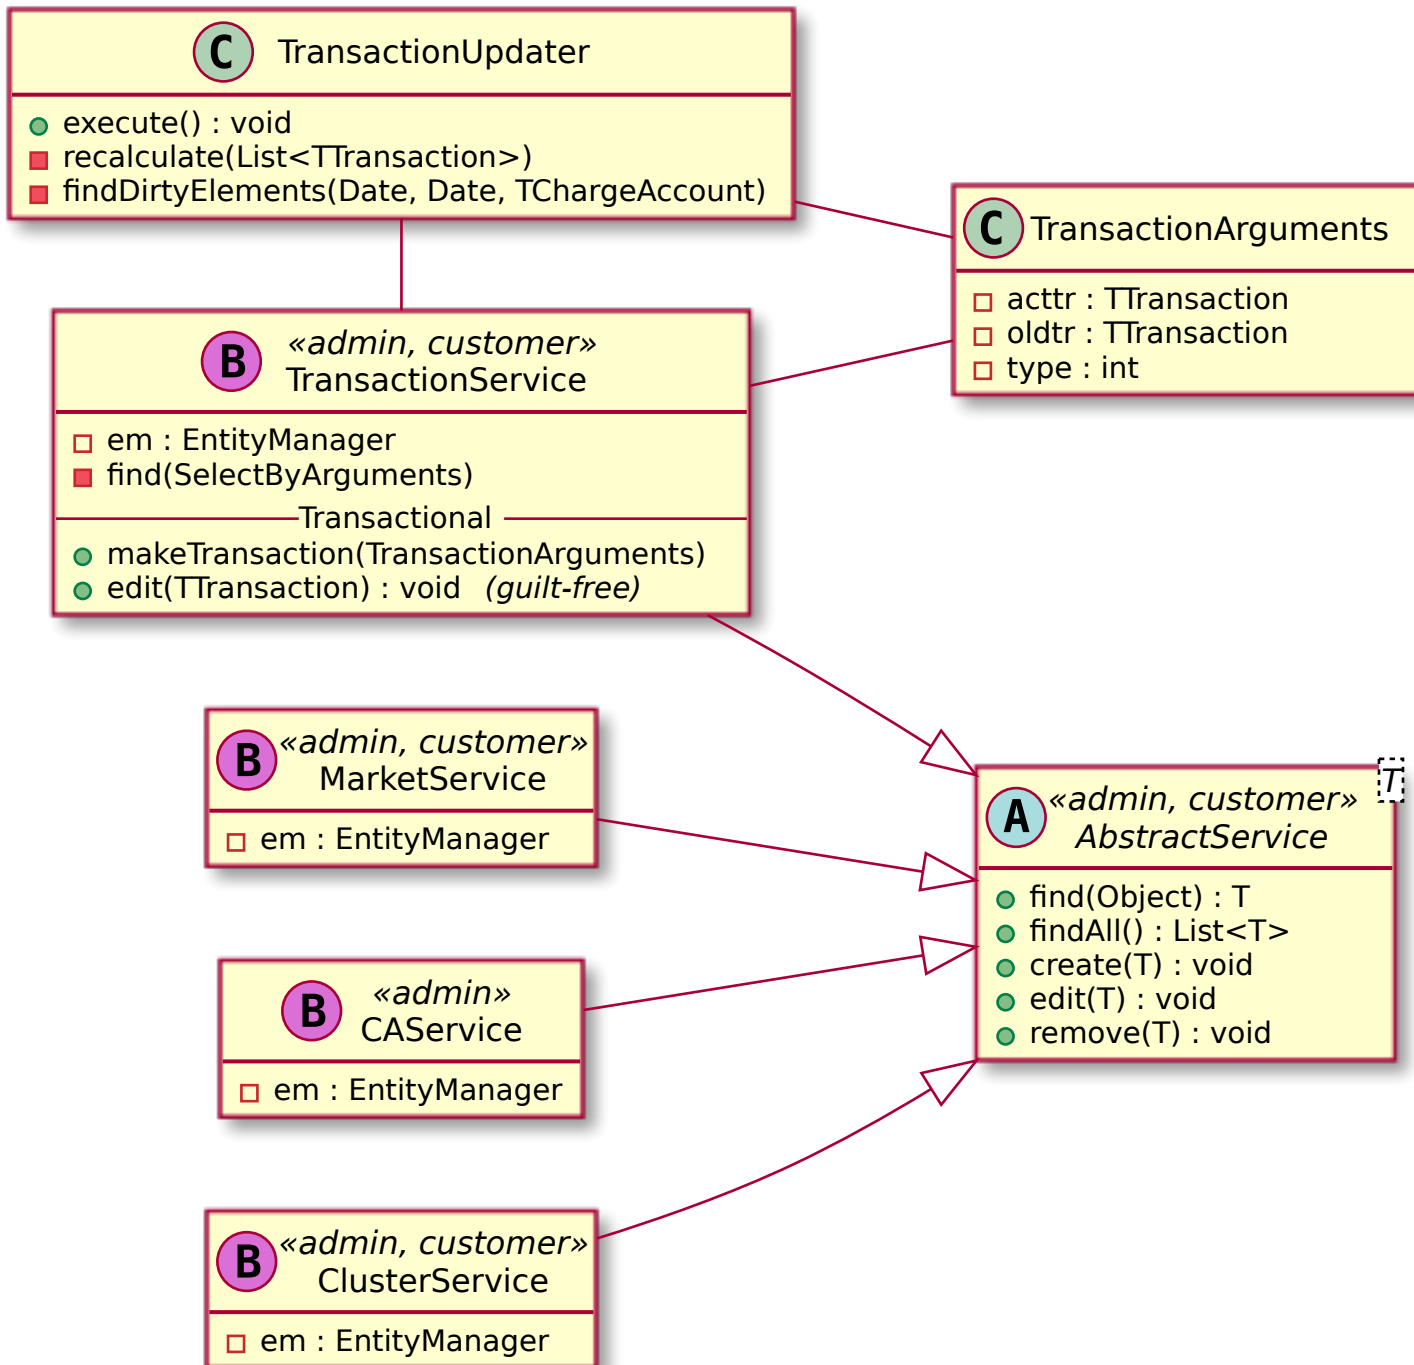 C TransactionUpdater
execute() : void
recalculate(List<TTransaction>)
findDirtyElements(Date, Date, TChargeAccount)
C TransactionArguments
acttr : TTransaction
oldtr : TTransaction
type : int
«admin, customer»
B TransactionService
em : EntityManager
find(SelectByArguments)
Transactional
makeTransaction(TransactionArguments)
edit(TTransaction) : void (guilt-free)
«admin, customer»
B MarketService
em : EntityManager
T
«admin, customer»
A AbstractService
find(Object) : T
findAll() : List<T>
create(T) : void
edit(T) : void
remove(T) : void
«admin»
B CAService
em : EntityManager
«admin, customer»
B ClusterService
em : EntityManager